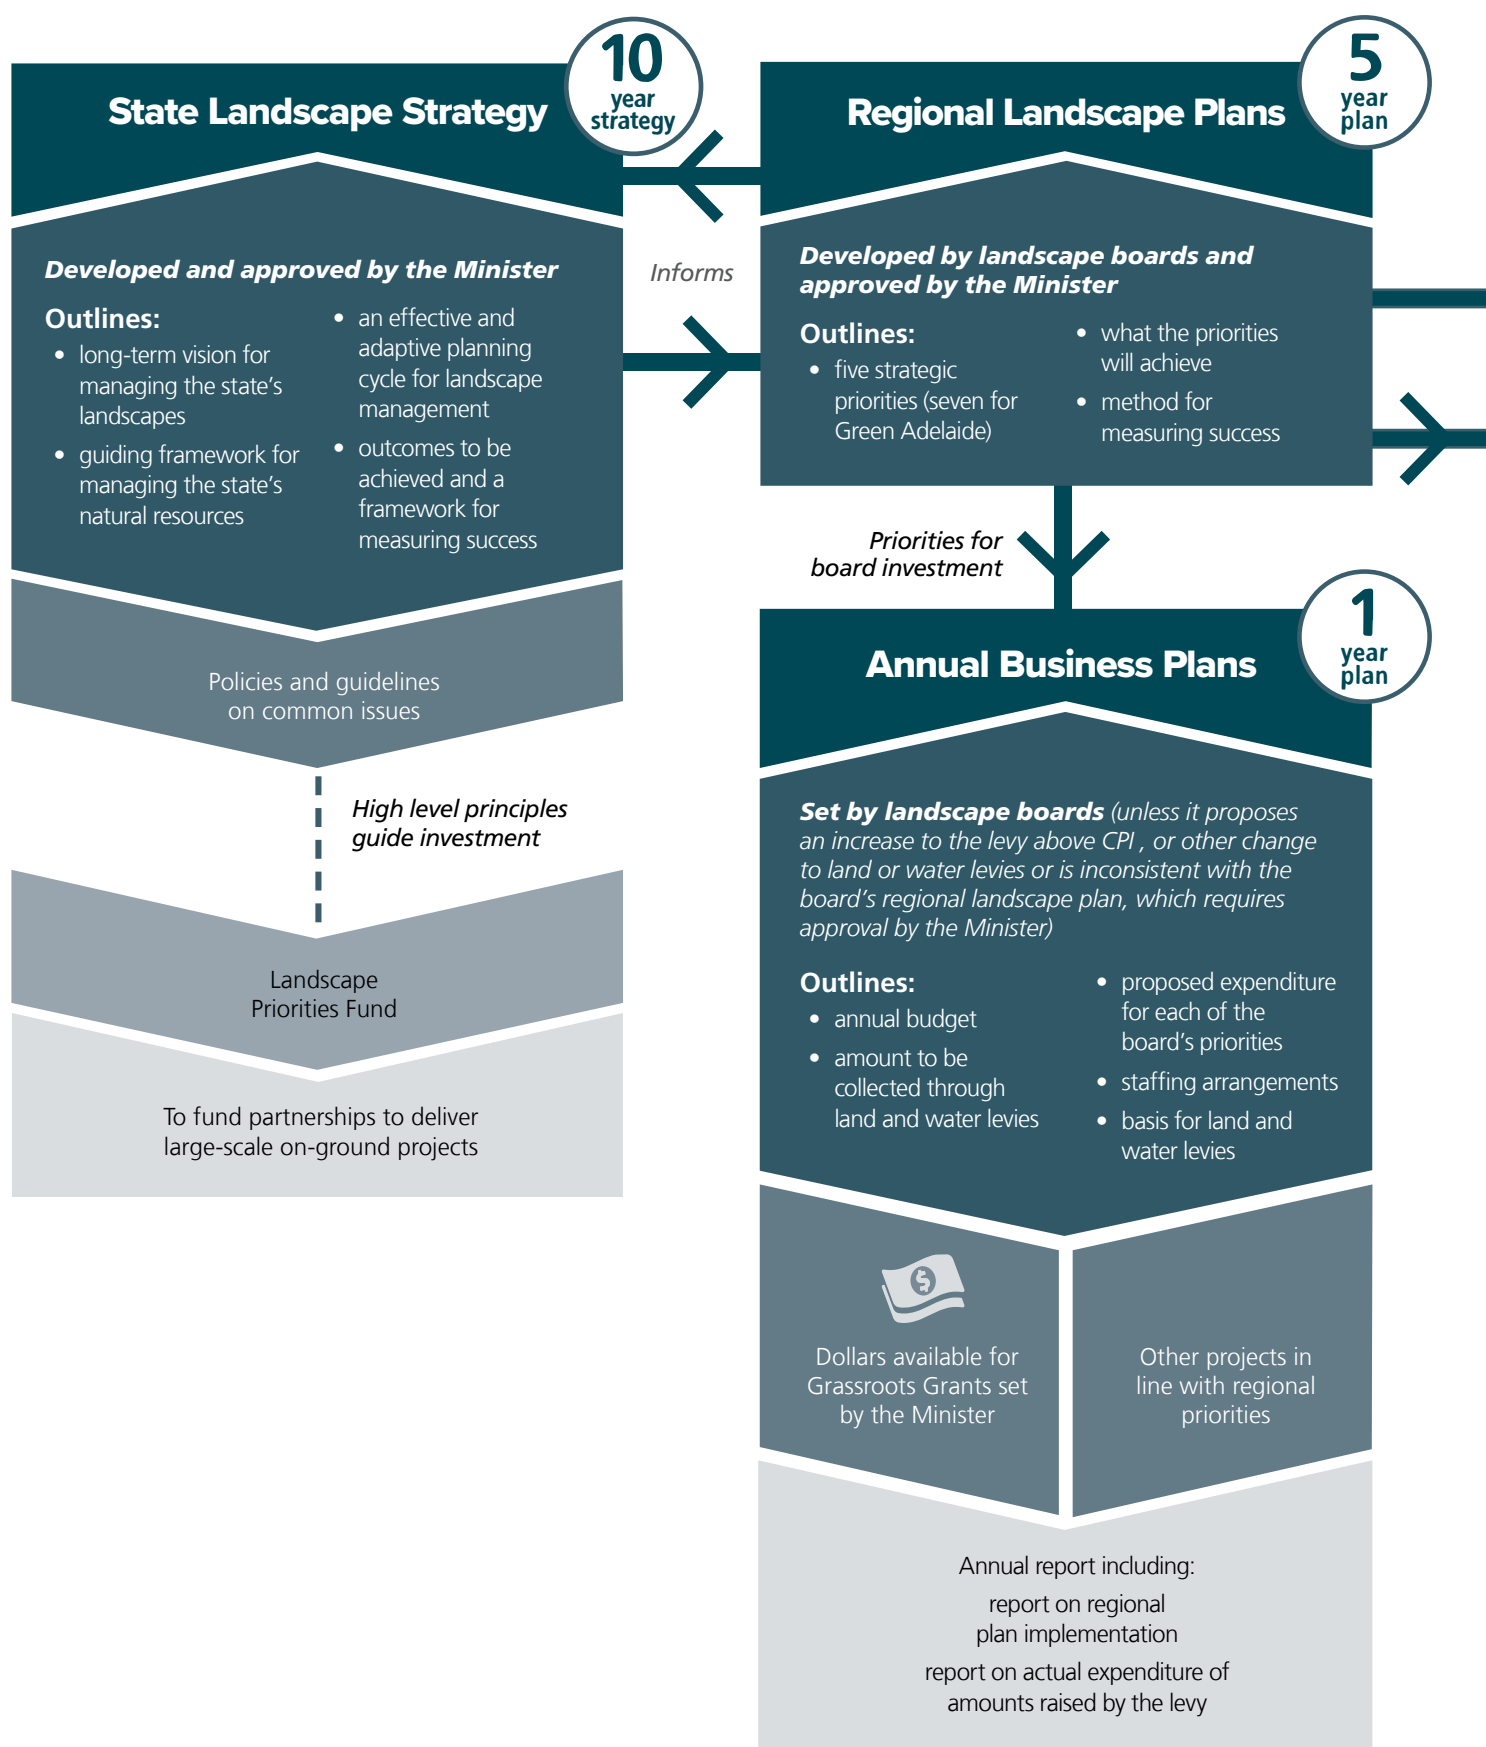 State Landscape Strategy
10
year
strategy
Developed and approved by the Minister
Outlines:
• long-term vision for
managing the state's
landscapes
• guiding framework for
managing the state's
natural resources
• an effective and
adaptive planning
cycle for landscape
management
• outcomes to be
achieved and a
framework for
measuring success
Policies and guidelines
on common issues
High level principles
guide investment
Landscape
Priorities Fund
To fund partnerships to deliver
large-scale on-ground projects
Informs
Regional Landscape Plans
5
year
plan
Developed by landscape boards and
approved by the Minister
Outlines:
• five strategic
priorities (seven for
Green Adelaide)
• what the priorities
will achieve
• method for
measuring success
Priorities for
board investment
Annual Business Plans
1
year
plan
Set by landscape boards (unless it proposes
an increase to the levy above CPI , or other change
to land or water levies or is inconsistent with the
board's regional landscape plan, which requires
approval by the Minister)
Outlines:
• annual budget
• amount to be
collected through
land and water levies
• proposed expenditure
for each of the
board's priorities
• staffing arrangements
• basis for land and
water levies
$
Dollars available for
Grassroots Grants set
by the Minister
Other projects in
line with regional
priorities
Annual report including:
report on regional
plan implementation
report on actual expenditure of
amounts raised by the levy